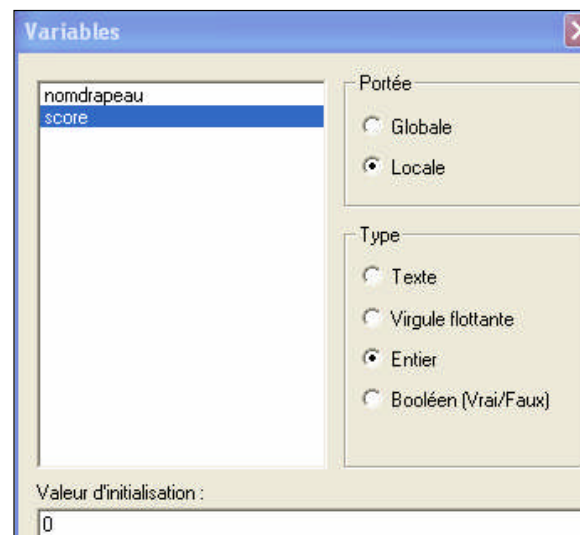 Variables
nomdrapeau
score
Portée
Globale
Locale
Type
Texte
Virgule flottante
Entier
Booléen (Vrai/Faux)
Valeur d'initialisation :
0